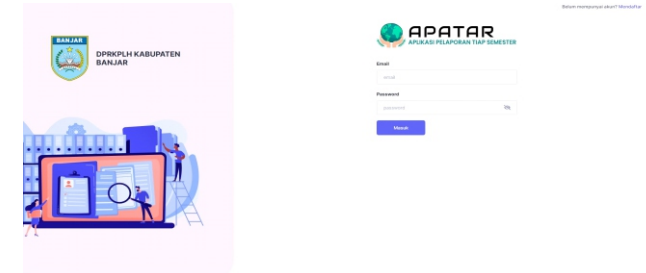 Belum mempunyai akun? Mendaftar
BANJAR
DPRKPLH KABUPATEN
BANJAR
APATAR
APLIKASI PELAPORAN TIAP SEMESTER
Email
email
Password
password
Masuk